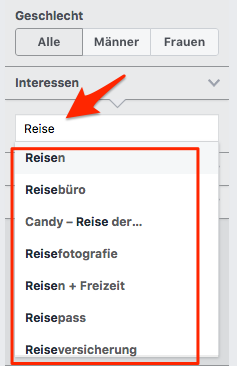 Geschlecht
Alle Männer Frauen
Interessen
Reise
Reisen
Reisebüro
Candy – Reise der...
Reisefotografie
Reisen + Freizeit
Reisepass
Reiseversicherung